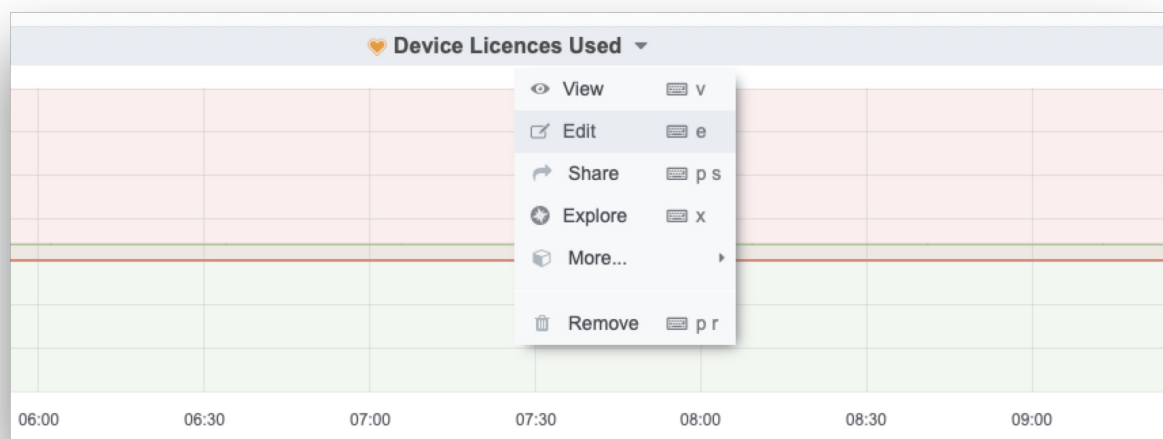 Device Licences Used
View v
Edit e
Share p s
Explore x
More...
Remove p r
06:00 06:30 07:00 07:30 08:00 08:30 09:00